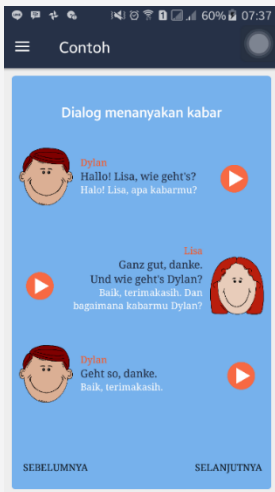 60% 07:37
Contoh
Dialog menanyakan kabar
Dylan
Hallo! Lisa, wie geht's?
Halo! Lisa, apa kabarmu?
Lisa
Ganz gut, danke.
Und wie geht's Dylan?
Baik, terimakasih. Dan
bagaimana kabarmu Dylan?
Dylan
Geht so, danke.
Baik, terimakasih.
SEBELUMNYA SELANJUTNYA